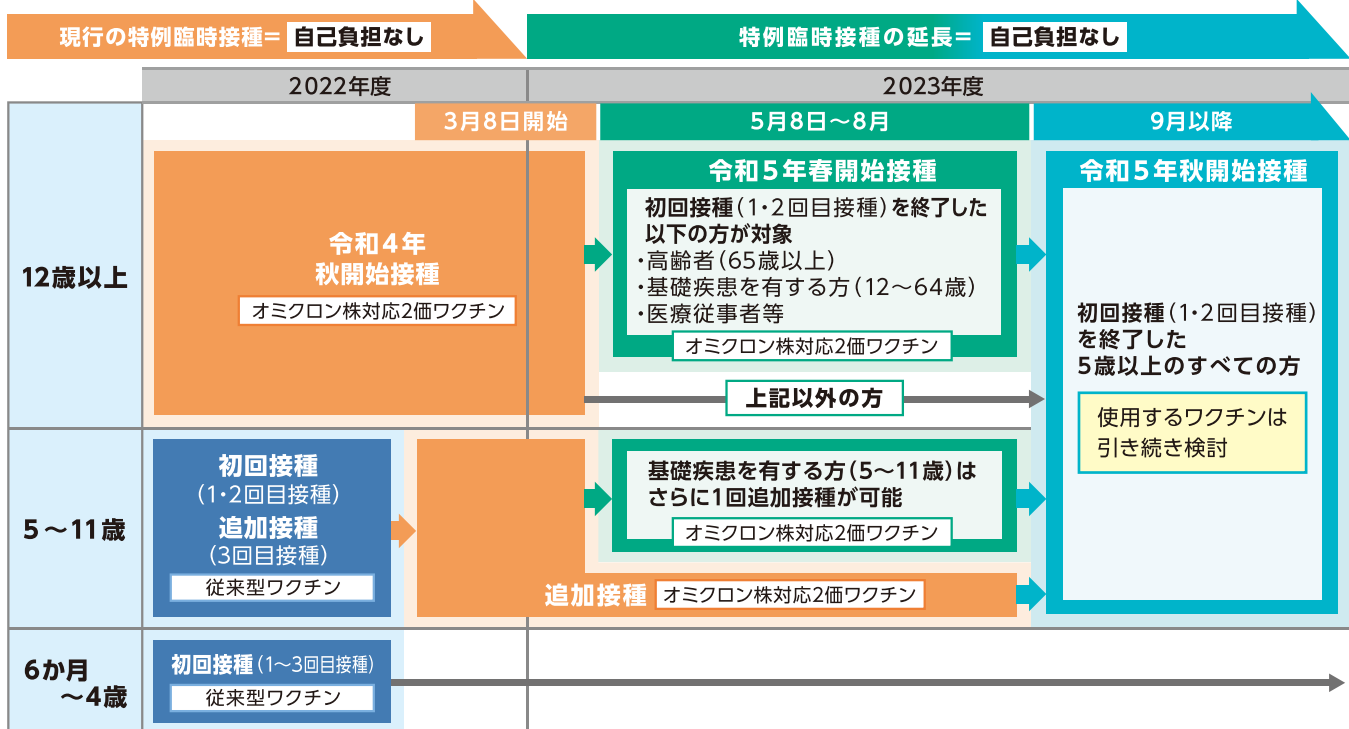 現行の特例臨時接種= 自己負担なし
特例臨時接種の延長= 自己負担なし
2022年度
2023年度
3月8日開始
5月8日～8月
9月以降
12歳以上
令和4年
秋開始接種
オミクロン株対応2価ワクチン
令和5年春開始接種
初回接種(1・2回目接種)を終了した
以下の方が対象
・高齢者(65歳以上)
・基礎疾患を有する方(12～64歳)
・医療従事者等
オミクロン株対応2価ワクチン
上記以外の方
令和5年秋開始接種
初回接種(1・2回目接種)
を終了した
5歳以上のすべての方
使用するワクチンは
引き続き検討
5～11歳
初回接種
(1・2回目接種)
追加接種
(3回目接種)
従来型ワクチン
基礎疾患を有する方(5～11歳)は
さらに1回追加接種が可能
オミクロン株対応2価ワクチン
追加接種 オミクロン株対応2価ワクチン
6か月
～4歳
初回接種(1～3回目接種)
従来型ワクチン